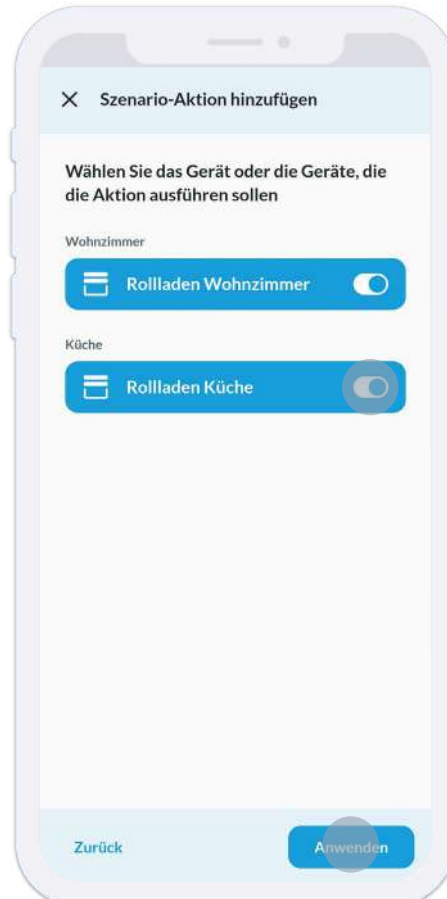 Szenario-Aktion hinzufügen
Wählen Sie das Gerät oder die Geräte, die
die Aktion ausführen sollen
Wohnzimmer
Rollladen Wohnzimmer
Küche
Rollladen Küche
Zurück
Anwenden